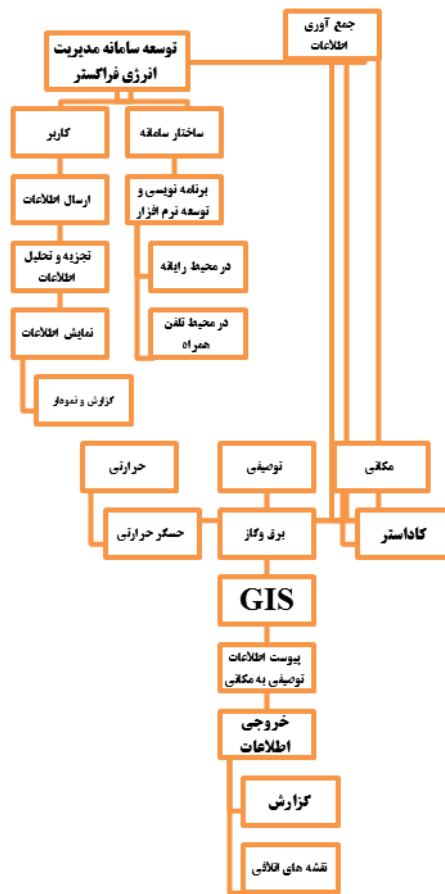 جمع آوری
اطلاعات
توسعه سامانه مدیریت
انرژی فراگستر
ساختار سامانه
کاربر
برنامه نویسی و
توسعه نرم افزار
ارسال اطلاعات
در محیط رایانه
تجزیه و تحلیل
اطلاعات
در محیط تلفن
همراه
نمایش اطلاعات
گزارش و نمودار
مکانی
توصیفی
حرارتی
کاداستر
برق وگاز
حسگر حرارتی
GIS
پیوست اطلاعات
توصیفی به مکانی
خروجی
اطلاعات
گزارش
نقشه های اتلافی